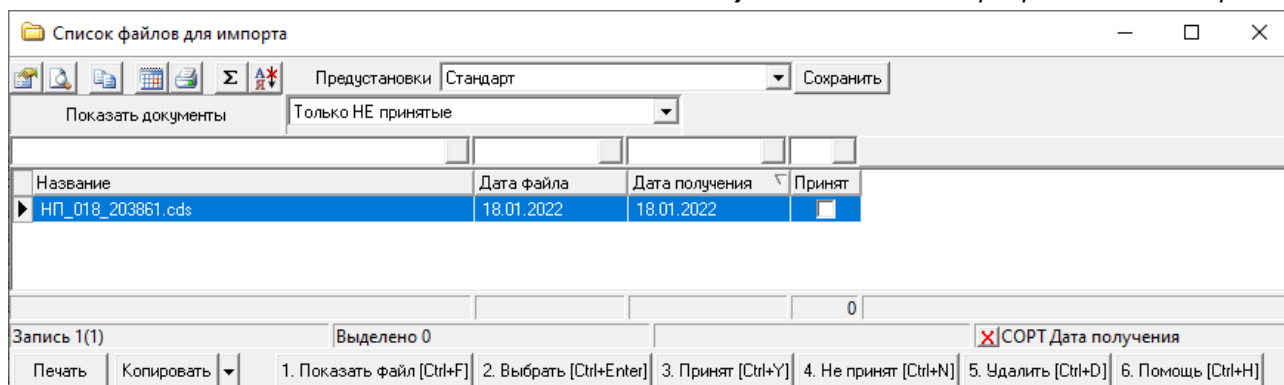 Список файлов для импорта
Σ Предустановки Стандарт Сохранить
Показать документы Только НЕ принятые
Название Дата файла Дата получения Принят
НП_018_203861.cds 18.01.2022 18.01.2022
0
Запись 1(1) Выделено 0 СОРТ Дата получения
Печать Копировать 1. Показать файл [Ctrl+F] 2. Выбрать [Ctrl+Enter] 3. Принят [Ctrl+Y] 4. Не принят [Ctrl+N] 5. Удалить [Ctrl+D] 6. Помощь [Ctrl+H]